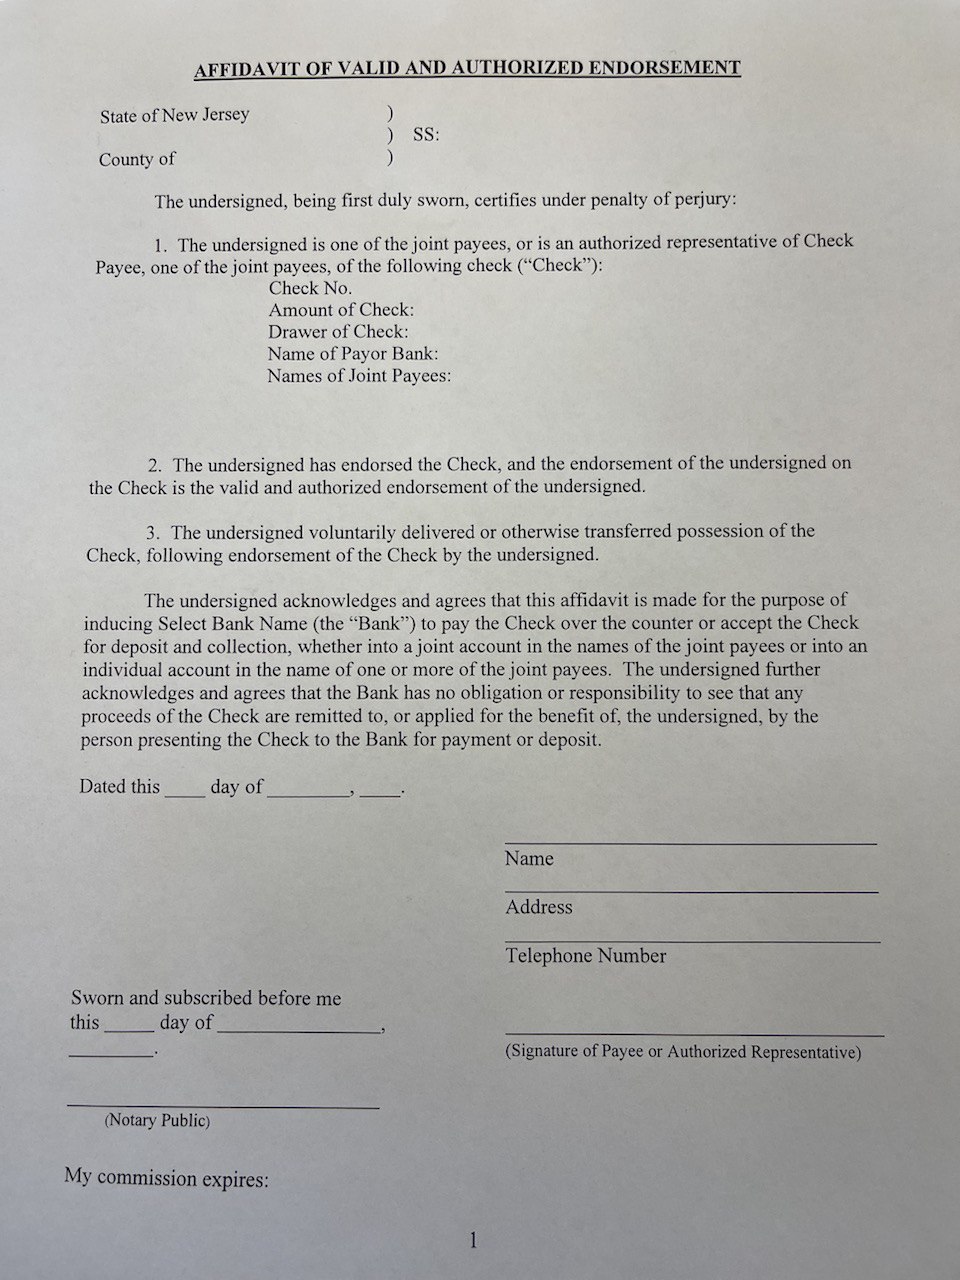 AFFIDAVIT OF VALID AND AUTHORIZED ENDORSEMENT
State of New Jersey )
) SS:
County of )
The undersigned, being first duly sworn, certifies under penalty of perjury:
1. The undersigned is one of the joint payees, or is an authorized representative of Check
Payee, one of the joint payees, of the following check (“Check”):
Check No.
Amount of Check:
Drawer of Check:
Name of Payor Bank:
Names of Joint Payees:
2. The undersigned has endorsed the Check, and the endorsement of the undersigned on
the Check is the valid and authorized endorsement of the undersigned.
3. The undersigned voluntarily delivered or otherwise transferred possession of the
Check, following endorsement of the Check by the undersigned.
The undersigned acknowledges and agrees that this affidavit is made for the purpose of
inducing Select Bank Name (the “Bank”) to pay the Check over the counter or accept the Check
for deposit and collection, whether into a joint account in the names of the joint payees or into an
individual account in the name of one or more of the joint payees. The undersigned further
acknowledges and agrees that the Bank has no obligation or responsibility to see that any
proceeds of the Check are remitted to, or applied for the benefit of, the undersigned, by the
person presenting the Check to the Bank for payment or deposit.
Dated this ____ day of ________, ____.
Name
Address
Telephone Number
Sworn and subscribed before me
this _____ day of ________________,
________.
(Signature of Payee or Authorized Representative)
(Notary Public)
My commission expires:
1